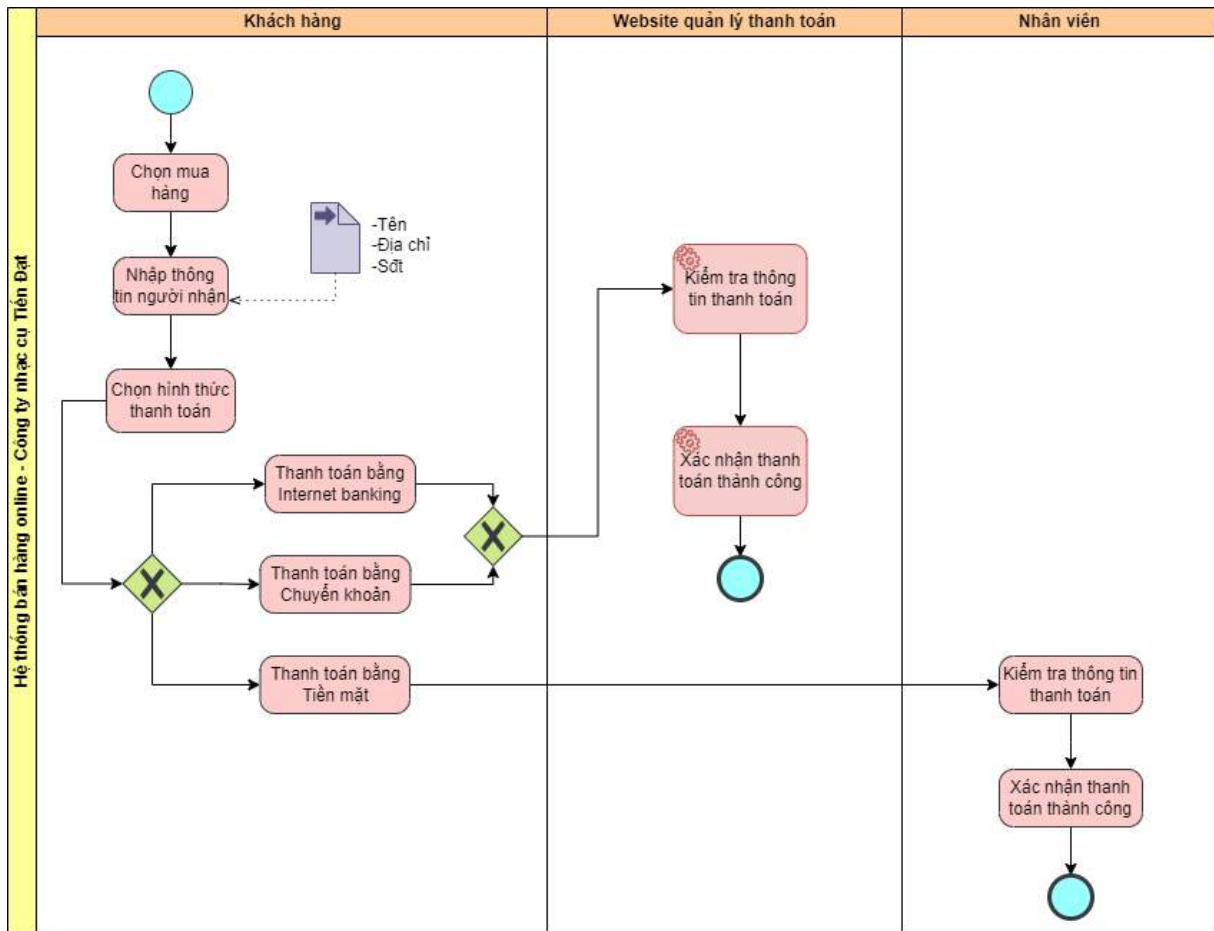 Khách hàng
Website quản lý thanh toán
Nhân viên
Hệ thống bán hàng online - Công ty nhạc cụ Tiến Đạt
Chọn mua
hàng
Nhập thông
tin người nhận
-Tên
-Địa chỉ
-Sđt
Chọn hình thức
thanh toán
Thanh toán bằng
Internet banking
Thanh toán bằng
Chuyển khoản
Thanh toán bằng
Tiền mặt
Kiểm tra thông
tin thanh toán
Xác nhận thanh
toán thành công
Kiểm tra thông tin
thanh toán
Xác nhận thanh
toán thành công